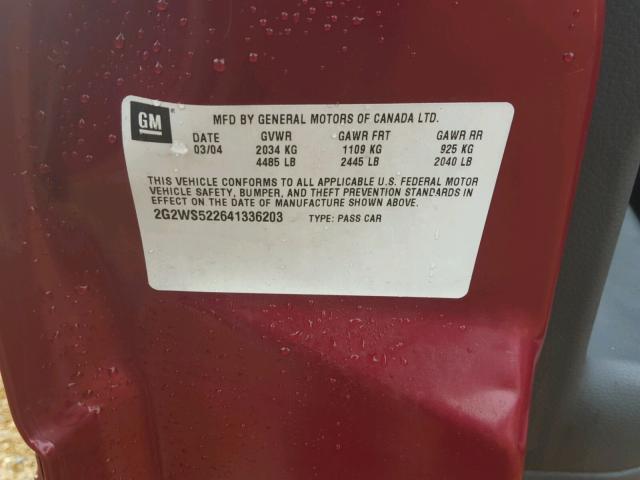 GM
MFD BY GENERAL MOTORS OF CANADA LTD.
DATE GVWR GAWR FRT GAWR RR
03/04 2034 KG 1109 KG 925 KG
4485 LB 2445 LB 2040 LB
THIS VEHICLE CONFORMS TO ALL APPLICABLE U.S. FEDERAL MOTOR
VEHICLE SAFETY, BUMPER, AND THEFT PREVENTION STANDARDS IN
EFFECT ON THE DATE OF MANUFACTURE SHOWN ABOVE.
2G2WS522641336203 TYPE: PASS CAR